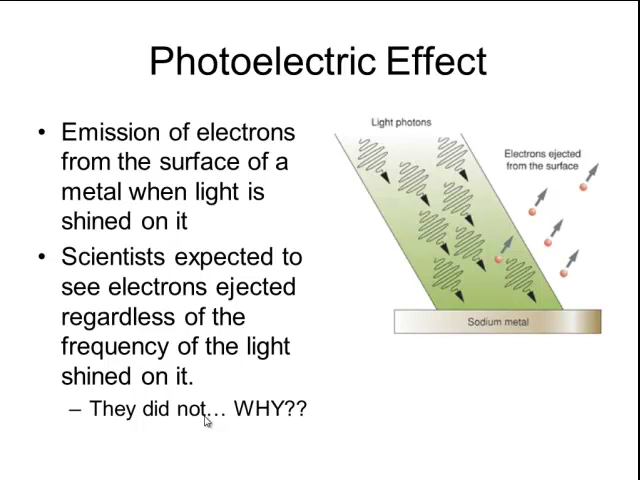 Photoelectric Effect
• Emission of electrons
from the surface of a
metal when light is
shined on it
• Scientists expected to
see electrons ejected
regardless of the
frequency of the light
shined on it.
– They did not… WHY??
Light photons
Electrons ejected
from the surface
Sodium metal